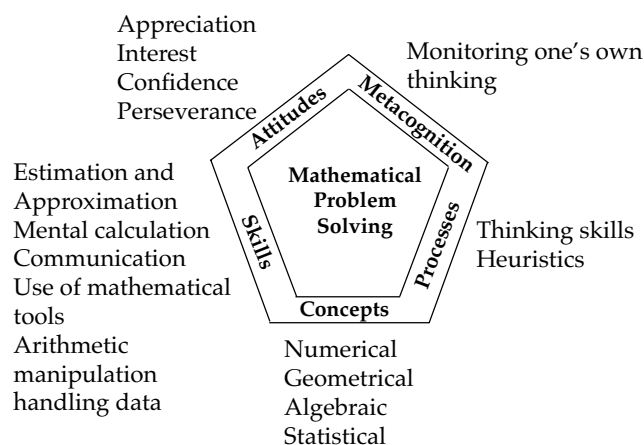 Appreciation
Interest
Confidence
Perseverance
Monitoring one's own
thinking
Attitudes
Metacognition
Estimation and
Approximation
Mental calculation
Communication
Use of mathematical
tools
Arithmetic
manipulation
handling data
Skills
Mathematical
Problem
Solving
Processes
Thinking skills
Heuristics
Concepts
Numerical
Geometrical
Algebraic
Statistical